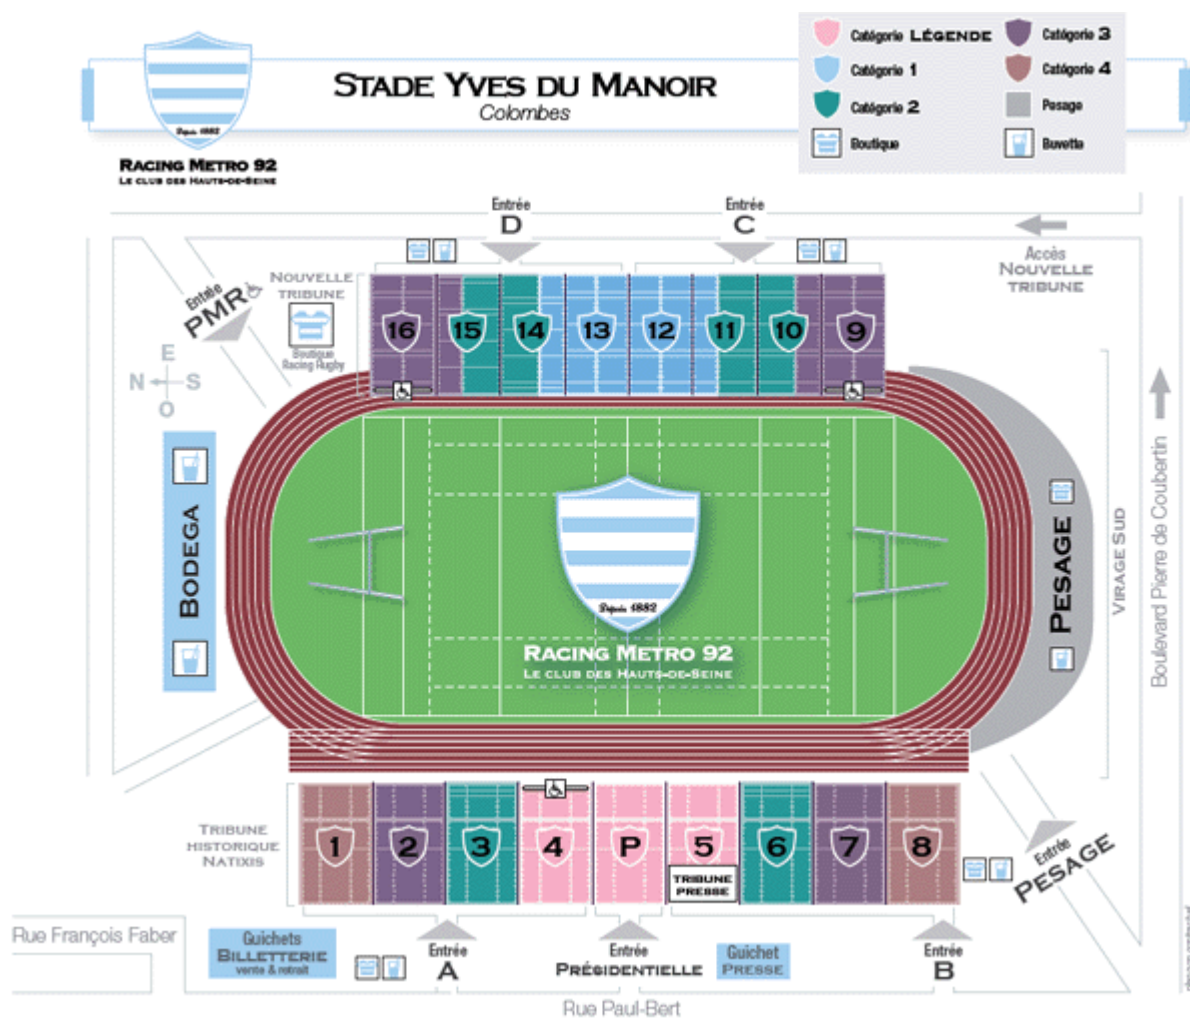 STADE YVES DU MANOIR
Colombes
Depuis 1882
RACING METRO 92
LE CLUB DES HAUTS-DE-SEINE
Catégorie LÉGENDE
Catégorie 3
Catégorie 1
Catégorie 4
Catégorie 2
Pesage
Boutique
Buvette
Entrée
D
Entrée
C
Accès
NOUVELLE
TRIBUNE
NOUVELLE
TRIBUNE
Boutique
Racing Rugby
Entrée
PMR
E
N S
O
16 15 14 13 12 11 10 9
BODEGA
PESAGE
VIRAGE SUD
Boulevard Pierre de Coubertin
Depuis 1882
RACING METRO 92
LE CLUB DES HAUTS-DE-SEINE
TRIBUNE
HISTORIQUE
NATIXIS
1 2 3 4 P 5 6 7 8
TRIBUNE
PRESSE
Entrée
PESAGE
Rue François Faber
Guichets
BILLETTERIE
vente & retrait
Entrée
A
Entrée
PRÉSIDENTIELLE
Guichet
PRESSE
Entrée
B
Rue Paul-Bert